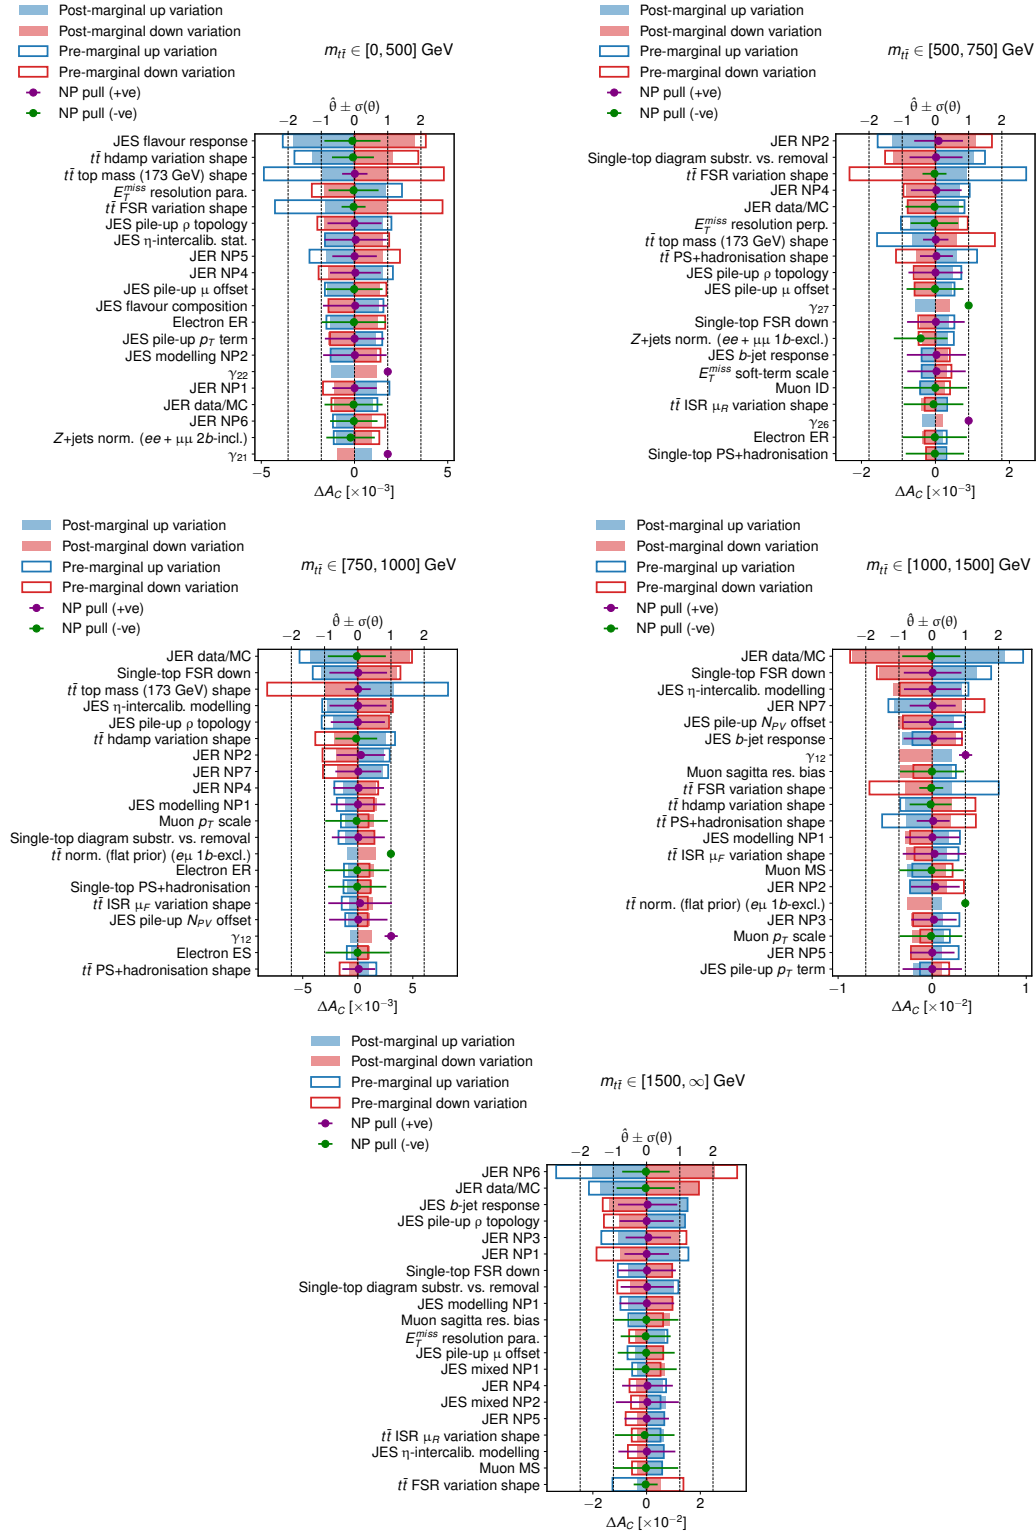 Post-marginal up variation
Post-marginal down variation
Pre-marginal up variation
Pre-marginal down variation
NP pull (+ve)
NP pull (-ve)
m_{tt̄} ∈ [0, 500] GeV
θ̂ ± σ(θ)
−2 −1 0 1 2
JES flavour response
tt̄ hdamp variation shape
tt̄ top mass (173 GeV) shape
E_T^{miss} resolution para.
tt̄ FSR variation shape
JES pile-up ρ topology
JES η-intercalib. stat.
JER NP5
JER NP4
JES pile-up μ offset
JES flavour composition
Electron ER
JES pile-up p_T term
JES modelling NP2
γ_{22}
JER NP1
JER data/MC
JER NP6
Z+jets norm. (ee + μμ 2b-incl.)
γ_{21}
−5 0 5
ΔA_C [×10^{−3}]
Post-marginal up variation
Post-marginal down variation
Pre-marginal up variation
Pre-marginal down variation
NP pull (+ve)
NP pull (-ve)
m_{tt̄} ∈ [500, 750] GeV
θ̂ ± σ(θ)
−2 −1 0 1 2
JER NP2
Single-top diagram substr. vs. removal
tt̄ FSR variation shape
JER NP4
JER data/MC
E_T^{miss} resolution perp.
tt̄ top mass (173 GeV) shape
tt̄ PS+hadronisation shape
JES pile-up ρ topology
JES pile-up μ offset
γ_{27}
Single-top FSR down
Z+jets norm. (ee + μμ 1b-excl.)
JES b-jet response
E_T^{miss} soft-term scale
Muon ID
tt̄ ISR μ_R variation shape
γ_{26}
Electron ER
Single-top PS+hadronisation
−2 0 2
ΔA_C [×10^{−3}]
Post-marginal up variation
Post-marginal down variation
Pre-marginal up variation
Pre-marginal down variation
NP pull (+ve)
NP pull (-ve)
m_{tt̄} ∈ [750, 1000] GeV
θ̂ ± σ(θ)
−2 −1 0 1 2
JER data/MC
Single-top FSR down
tt̄ top mass (173 GeV) shape
JES η-intercalib. modelling
JES pile-up ρ topology
tt̄ hdamp variation shape
JER NP2
JER NP7
JER NP4
JES modelling NP1
Muon p_T scale
Single-top diagram substr. vs. removal
tt̄ norm. (flat prior) (eμ 1b-excl.)
Electron ER
Single-top PS+hadronisation
tt̄ ISR μ_F variation shape
JES pile-up N_{PV} offset
γ_{12}
Electron ES
tt̄ PS+hadronisation shape
−5 0 5
ΔA_C [×10^{−3}]
Post-marginal up variation
Post-marginal down variation
Pre-marginal up variation
Pre-marginal down variation
NP pull (+ve)
NP pull (-ve)
m_{tt̄} ∈ [1000, 1500] GeV
θ̂ ± σ(θ)
−2 −1 0 1 2
JER data/MC
Single-top FSR down
JES η-intercalib. modelling
JER NP7
JES pile-up N_{PV} offset
JES b-jet response
γ_{12}
Muon sagitta res. bias
tt̄ FSR variation shape
tt̄ hdamp variation shape
tt̄ PS+hadronisation shape
JES modelling NP1
tt̄ ISR μ_F variation shape
Muon MS
JER NP2
tt̄ norm. (flat prior) (eμ 1b-excl.)
JER NP3
Muon p_T scale
JER NP5
JES pile-up p_T term
−1 0 1
ΔA_C [×10^{−2}]
Post-marginal up variation
Post-marginal down variation
Pre-marginal up variation
Pre-marginal down variation
NP pull (+ve)
NP pull (-ve)
m_{tt̄} ∈ [1500, ∞] GeV
θ̂ ± σ(θ)
−2 −1 0 1 2
JER NP6
JER data/MC
JES b-jet response
JES pile-up ρ topology
JER NP3
JER NP1
Single-top FSR down
Single-top diagram substr. vs. removal
JES modelling NP1
Muon sagitta res. bias
E_T^{miss} resolution para.
JES pile-up μ offset
JES mixed NP1
JER NP4
JES mixed NP2
JER NP5
tt̄ ISR μ_R variation shape
JES η-intercalib. modelling
Muon MS
tt̄ FSR variation shape
−2 0 2
ΔA_C [×10^{−2}]